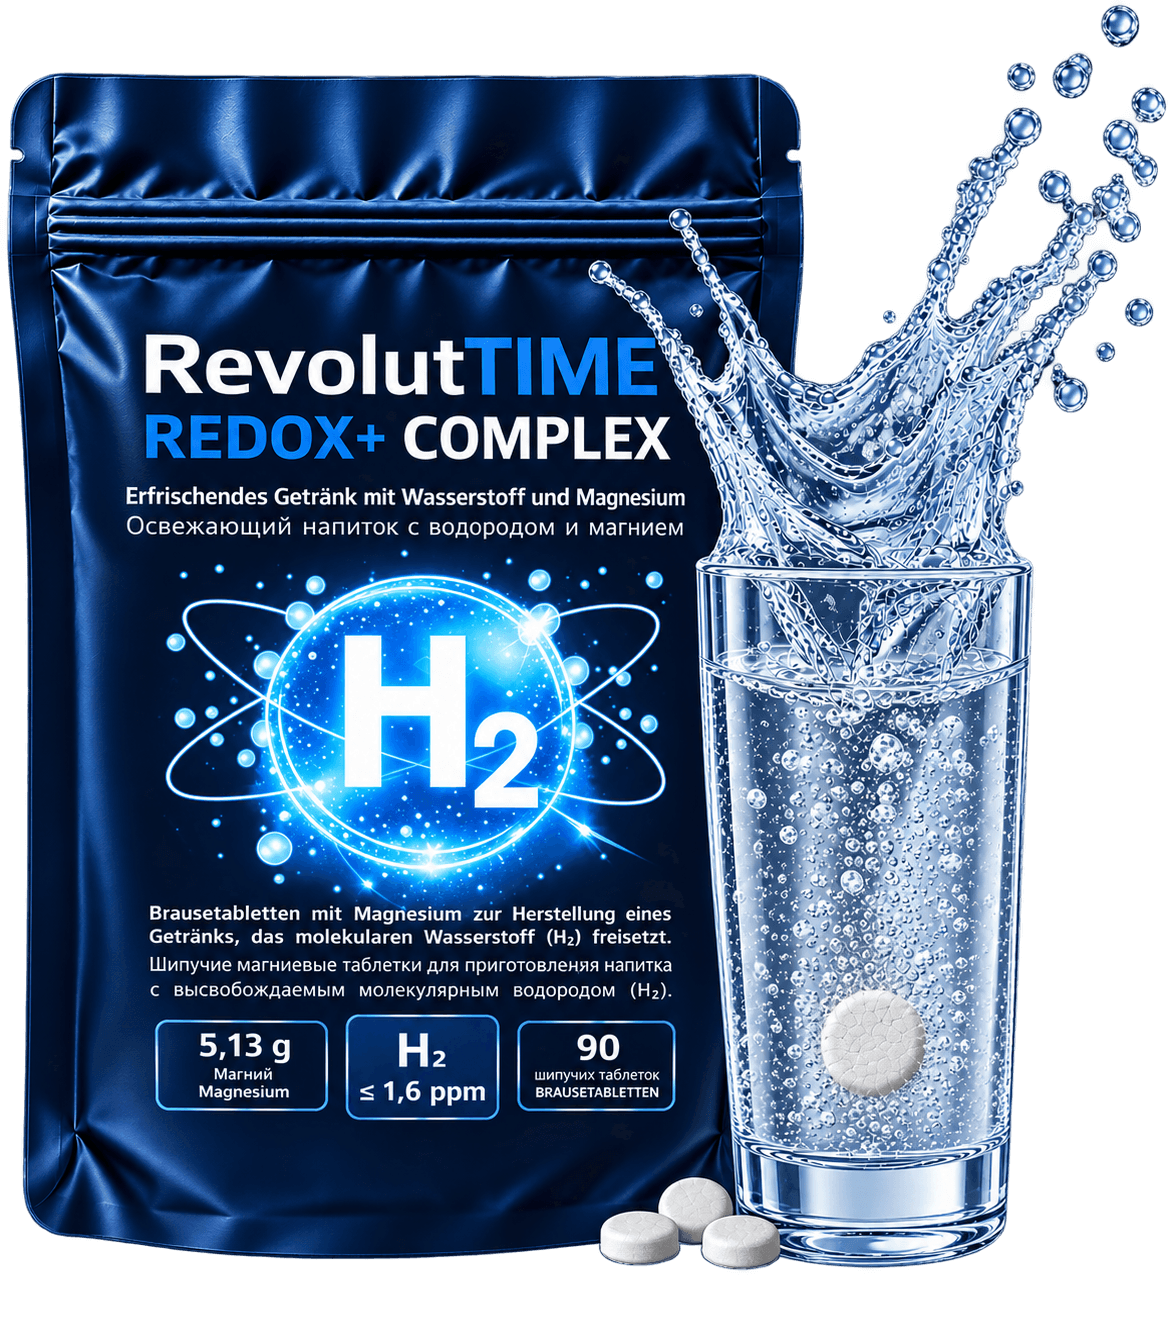 RevolutTIME
REDOX+ COMPLEX
Erfrischendes Getränk mit Wasserstoff und Magnesium
Освежающий напиток с водородом и магнием
H₂
Brausetabletten mit Magnesium zur Herstellung eines
Getränks, das molekularen Wasserstoff (H₂) freisetzt.
Шипучие магниевые таблетки для приготовления напитка
с высвобождаемым молекулярным водородом (H₂).
5,13 g
Магний
Magnesium
H₂
≤ 1,6 ppm
90
шипучих таблеток
BRAUSETABLETTEN